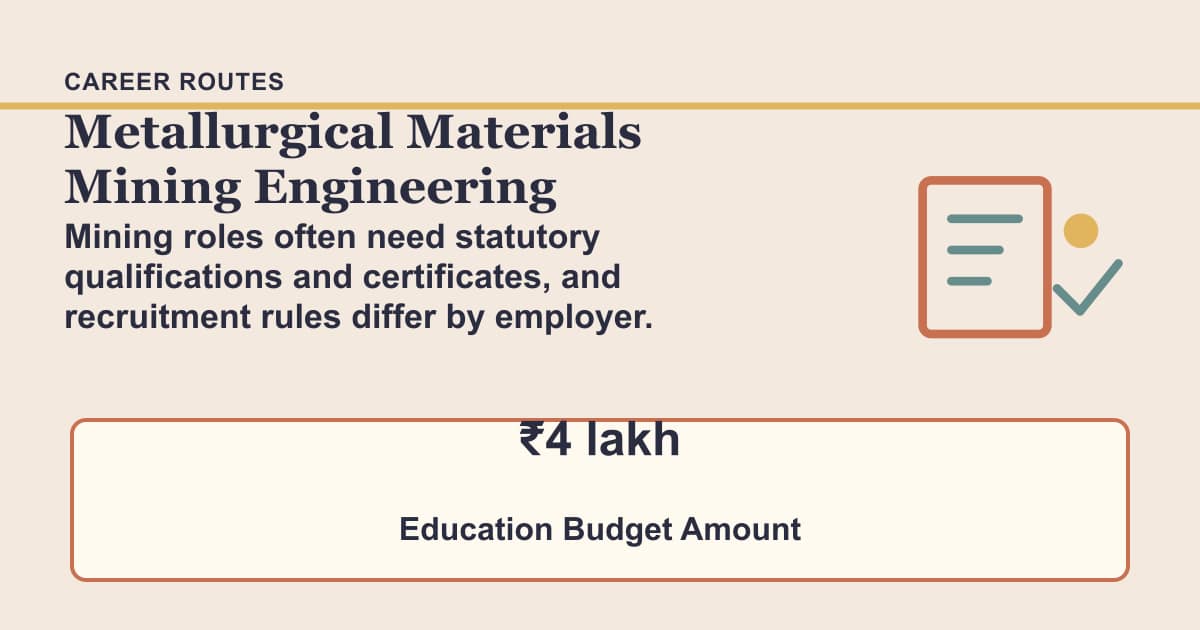 CAREER ROUTES
Metallurgical Materials
Mining Engineering
Mining roles often need statutory
qualifications and certificates, and
recruitment rules differ by employer.
₹4 lakh
Education Budget Amount